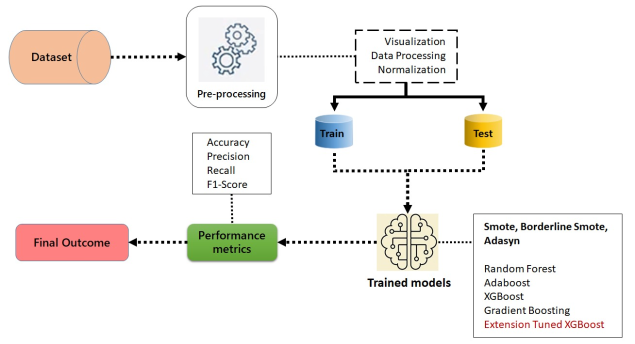 Dataset
Pre-processing
Visualization
Data Processing
Normalization
Train
Test
Accuracy
Precision
Recall
F1-Score
Final Outcome
Performance
metrics
Trained models
Smote, Borderline Smote,
Adasyn
Random Forest
Adaboost
XGBoost
Gradient Boosting
Extension Tuned XGBoost